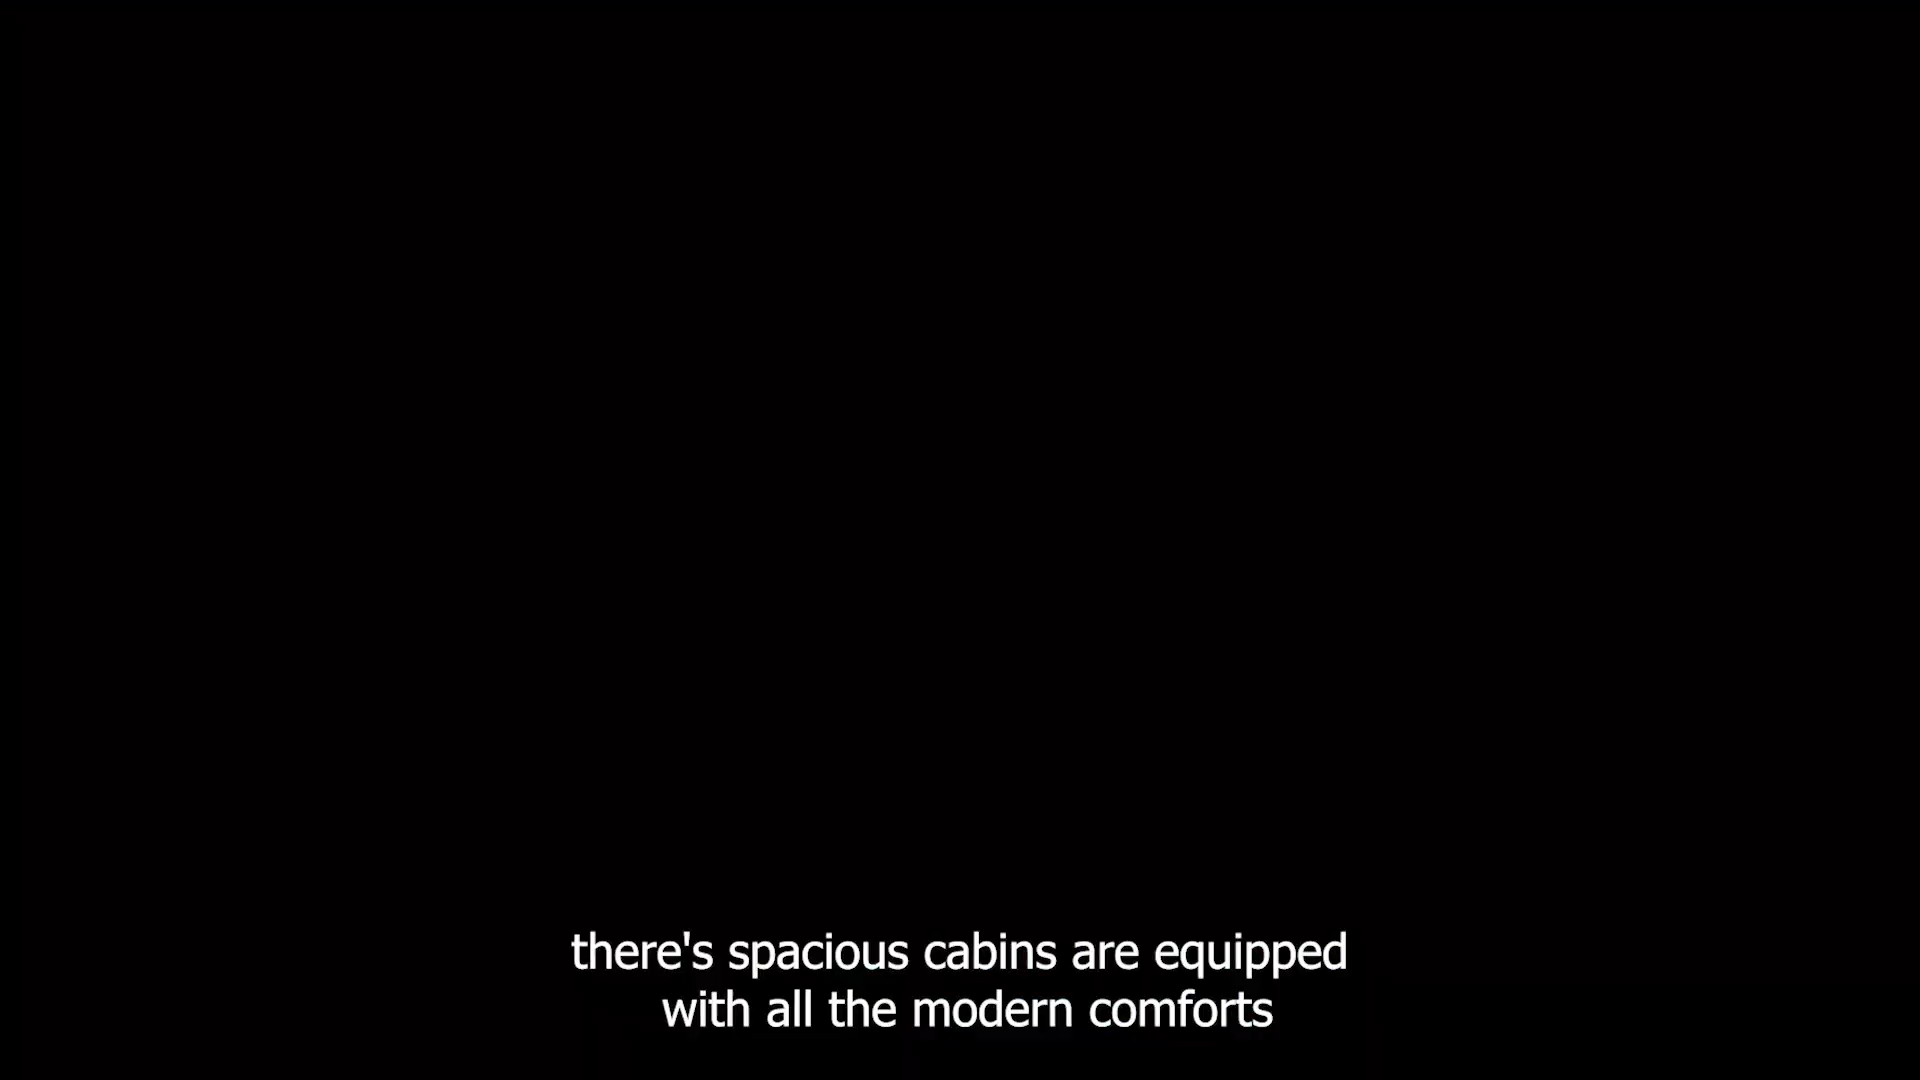 there's spacious cabins are equipped
with all the modern comforts